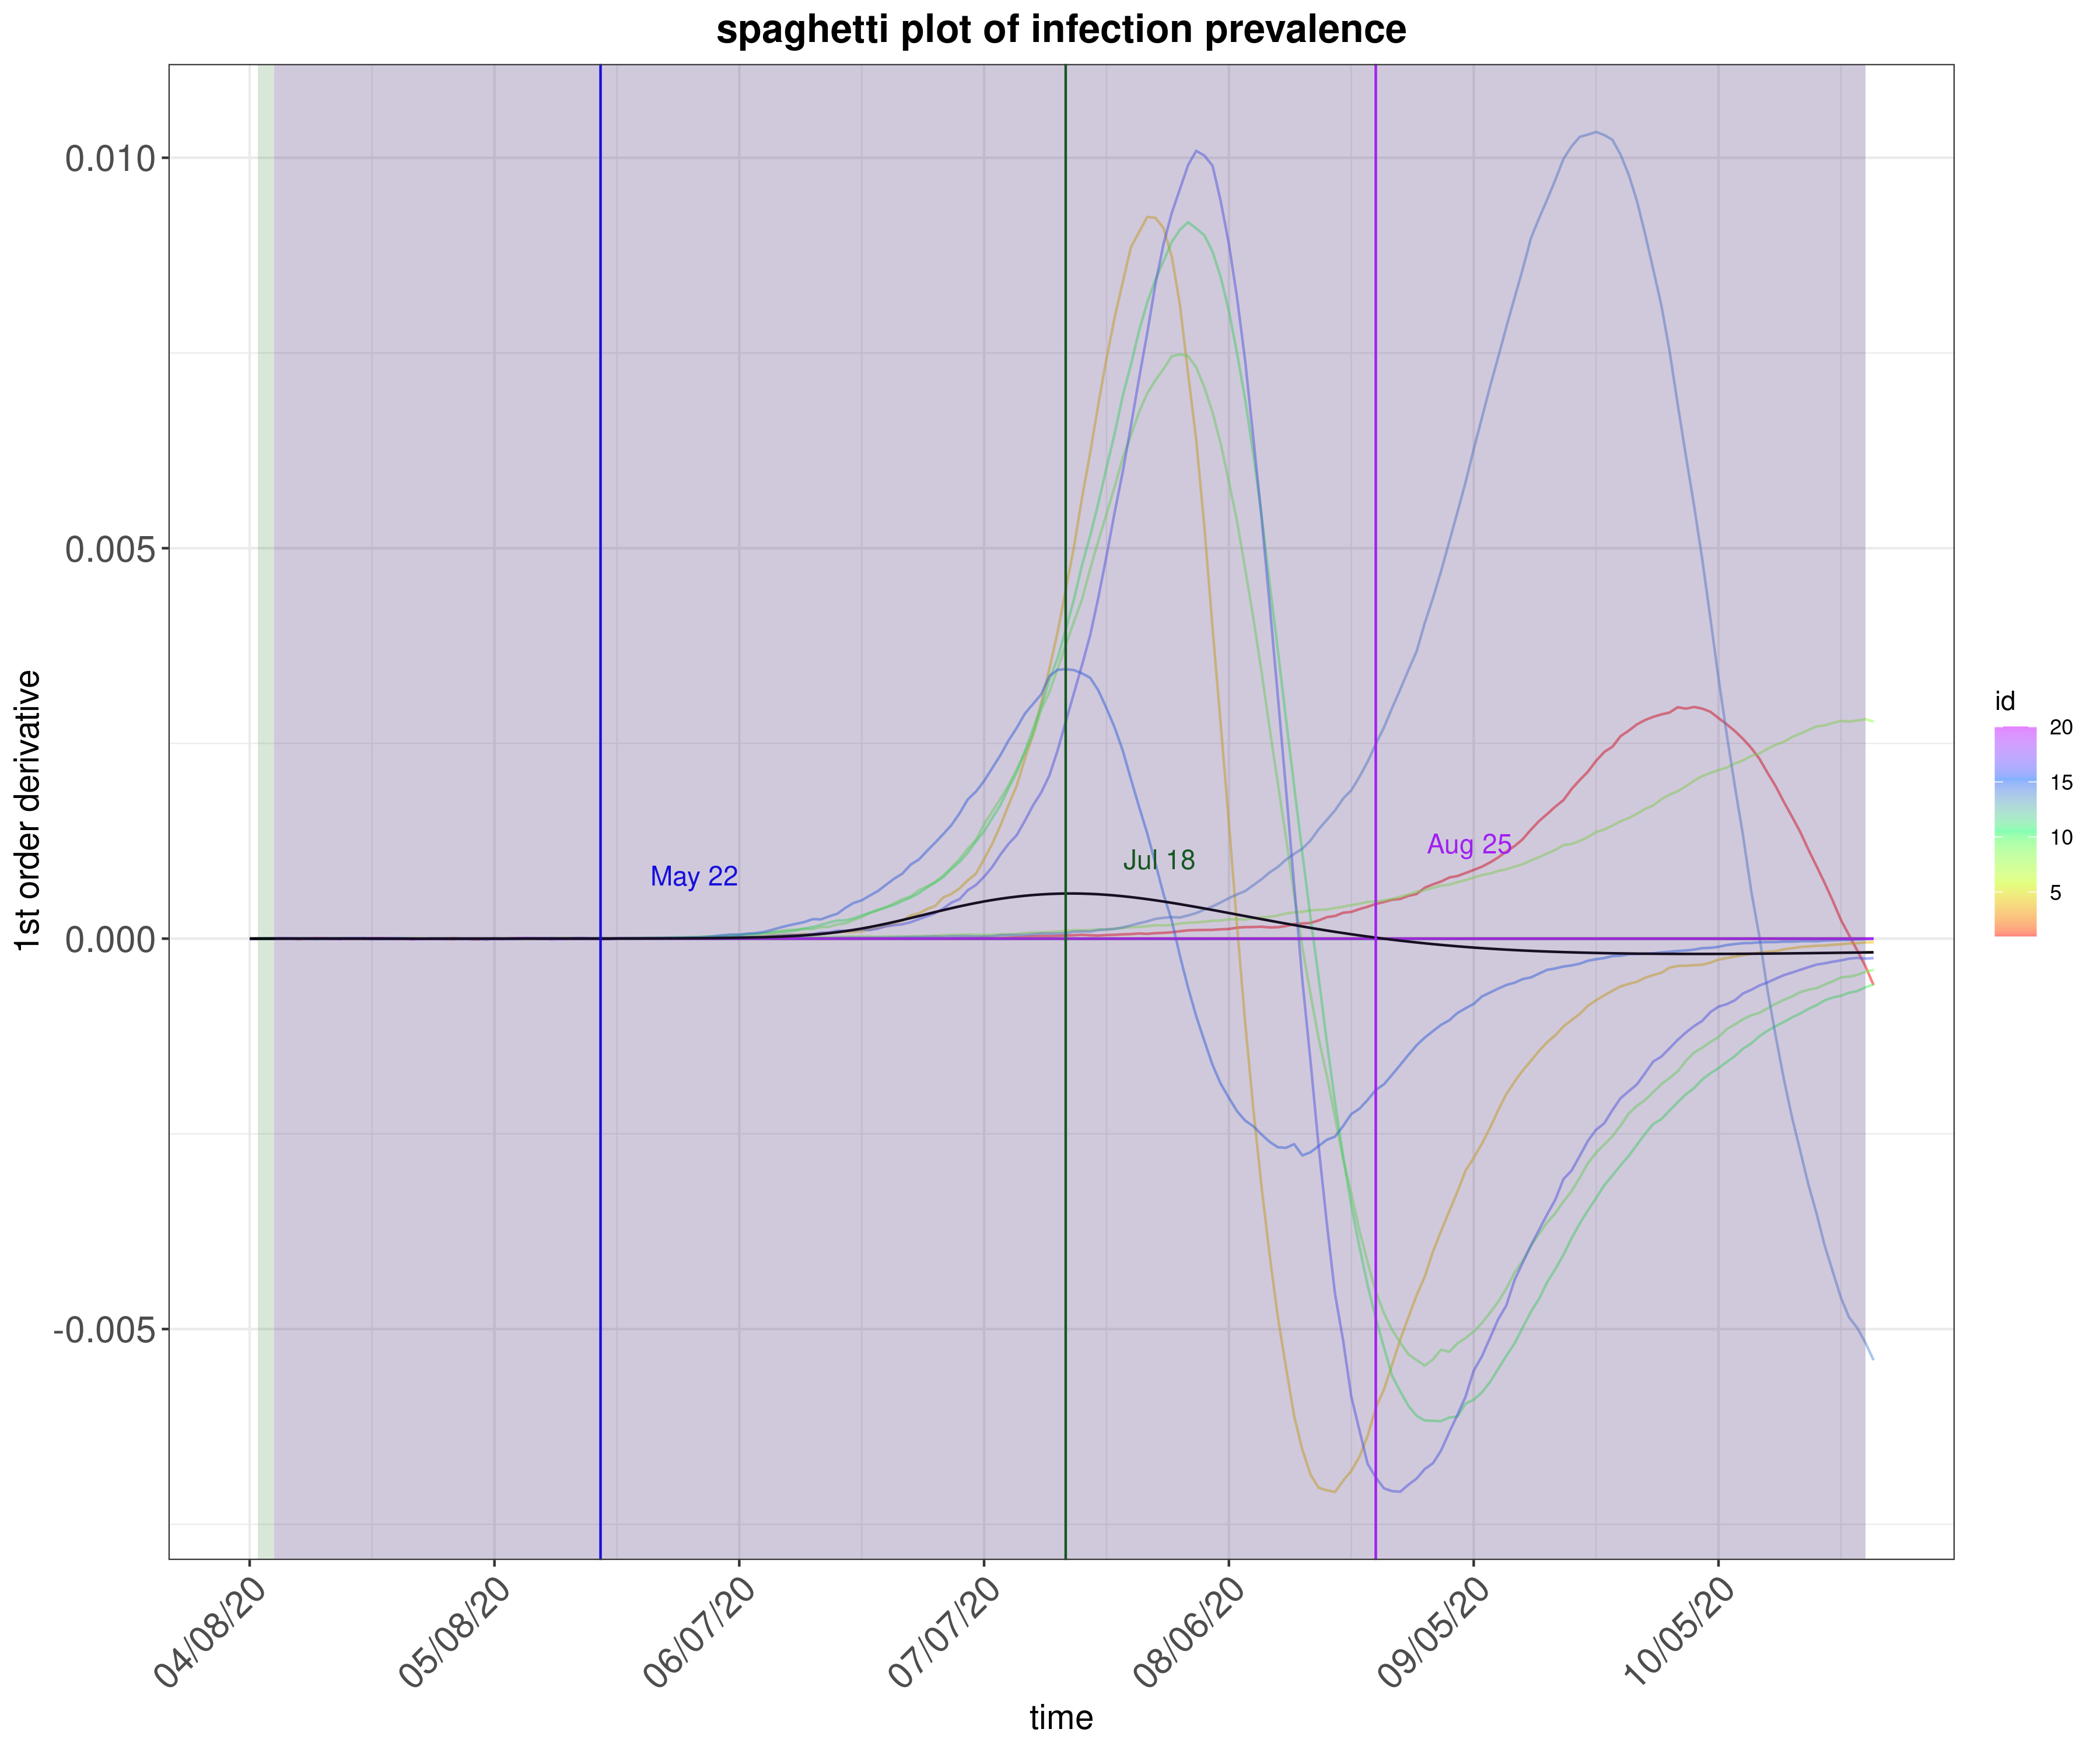 spaghetti plot of infection prevalence
0.010
0.005
0.000
-0.005
1st order derivative
May 22
Jul 18
Aug 25
04/08/20
05/08/20
06/07/20
07/07/20
08/06/20
09/05/20
10/05/20
time
id
20
15
10
5